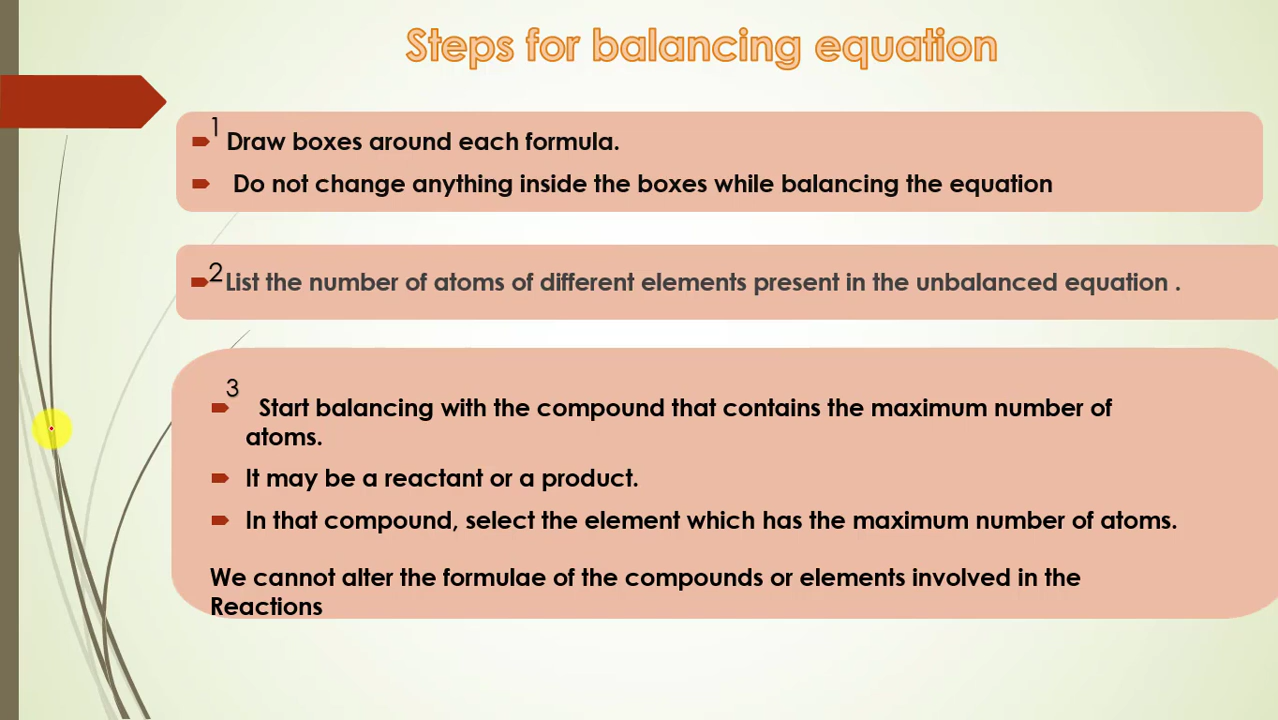 Steps for balancing equation
1
Draw boxes around each formula.
Do not change anything inside the boxes while balancing the equation
2
List the number of atoms of different elements present in the unbalanced equation .
3
Start balancing with the compound that contains the maximum number of
atoms.
It may be a reactant or a product.
In that compound, select the element which has the maximum number of atoms.
We cannot alter the formulae of the compounds or elements involved in the
Reactions